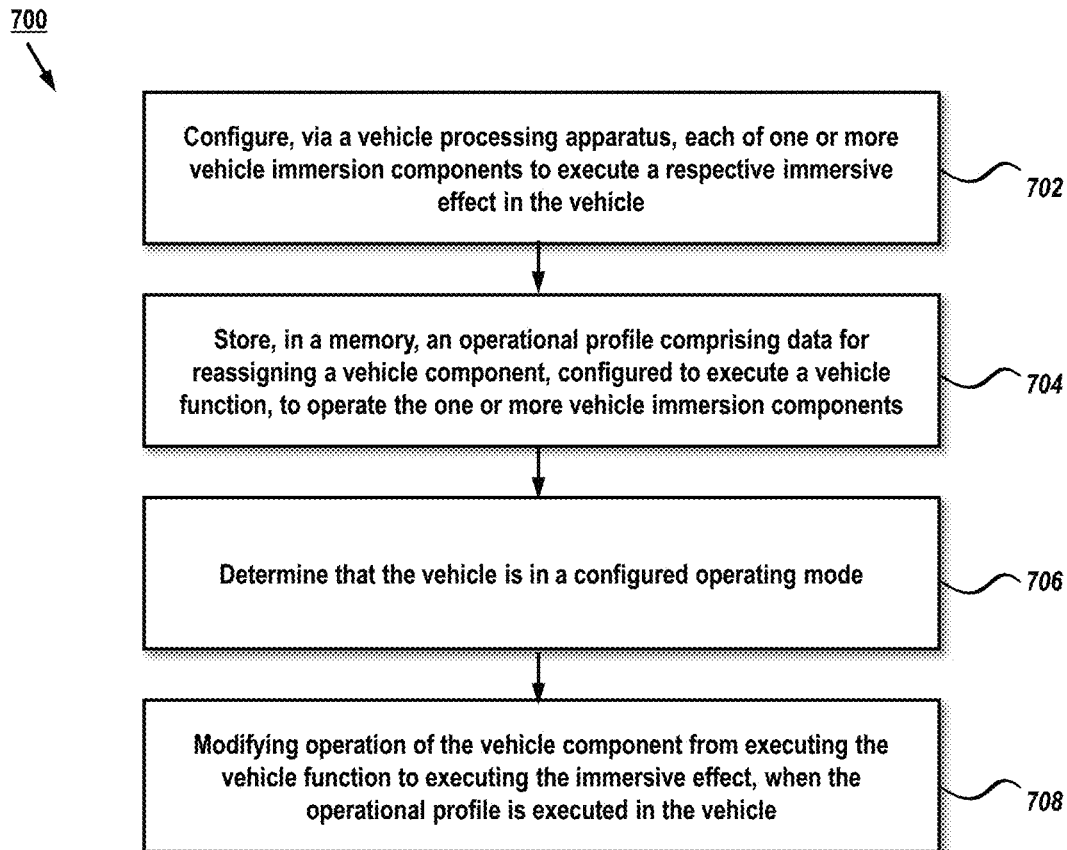 700
Configure, via a vehicle processing apparatus, each of one or more
vehicle immersion components to execute a respective immersive
effect in the vehicle
702
Store, in a memory, an operational profile comprising data for
reassigning a vehicle component, configured to execute a vehicle
function, to operate the one or more vehicle immersion components
704
Determine that the vehicle is in a configured operating mode
706
Modifying operation of the vehicle component from executing the
vehicle function to executing the immersive effect, when the
operational profile is executed in the vehicle
708